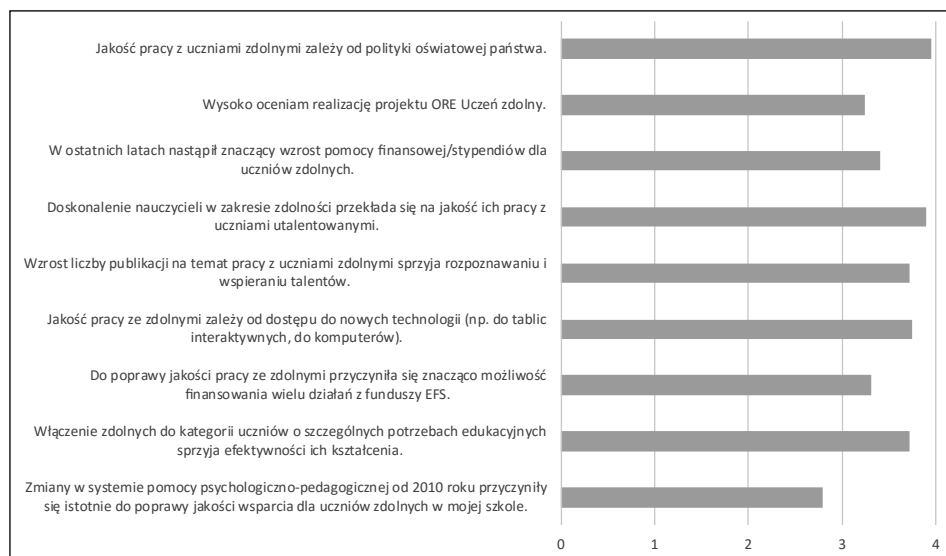 Jakość pracy z uczniami zdolnymi zależy od polityki oświatowej państwa.
Wysoko oceniam realizację projektu ORE Uczeń zdolny.
W ostatnich latach nastąpił znaczący wzrost pomocy finansowej/stypendiów dla
uczniów zdolnych.
Doskonalenie nauczycieli w zakresie zdolności przekłada się na jakość ich pracy z
uczniami utalentowanymi.
Wzrost liczby publikacji na temat pracy z uczniami zdolnymi sprzyja rozpoznawaniu i
wspieraniu talentów.
Jakość pracy ze zdolnymi zależy od dostępu do nowych technologii (np. do tablic
interaktywnych, do komputerów).
Do poprawy jakości pracy ze zdolnymi przyczyniła się znacząco możliwość
finansowania wielu działań z funduszy EFS.
Włączenie zdolnych do kategorii uczniów o szczególnych potrzebach edukacyjnych
sprzyja efektywności ich kształcenia.
Zmiany w systemie pomocy psychologiczno-pedagogicznej od 2010 roku przyczyniły
się istotnie do poprawy jakości wsparcia dla uczniów zdolnych w mojej szkole.
0 1 2 3 4